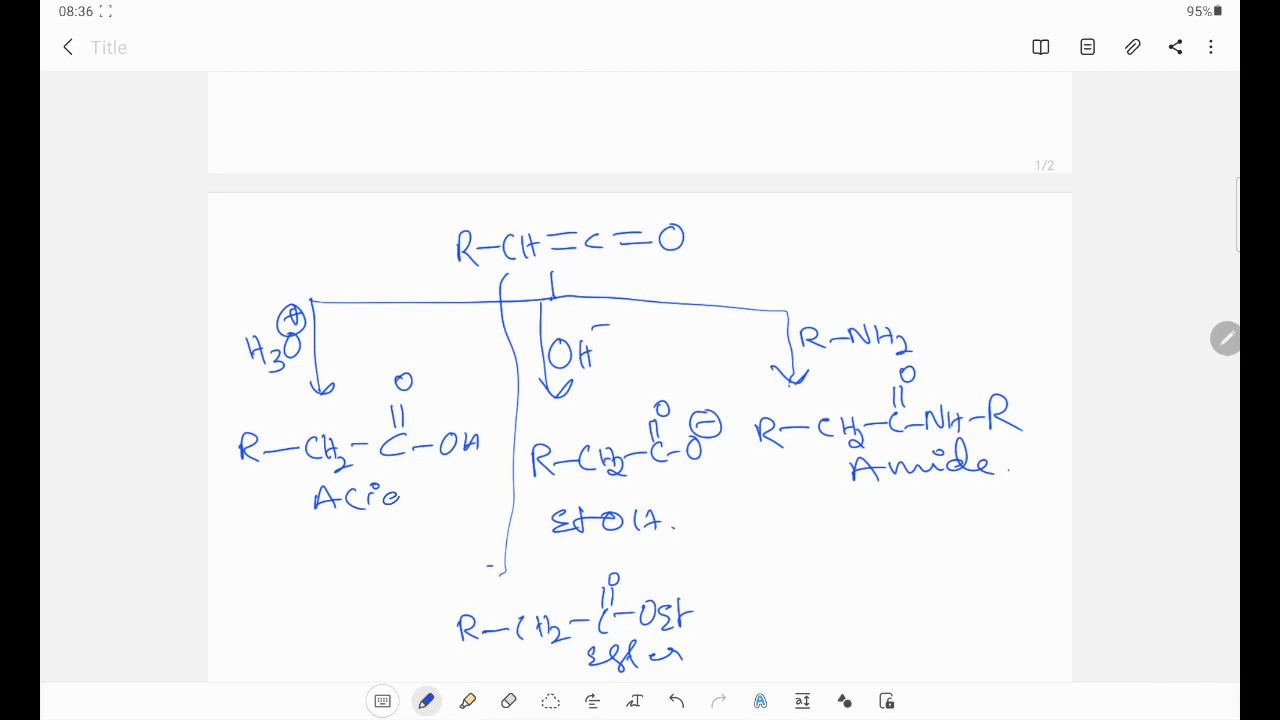 08:36
95%
Title
1/2
R-CH=C=O
H3O+
OH-
R-NH2
O
R-CH2-C-OH
Acid
O
R-CH2-C-O-
O
R-CH2-C-NH-R
Amide.
EtOH.
O
R-CH2-C-OEt
Ester